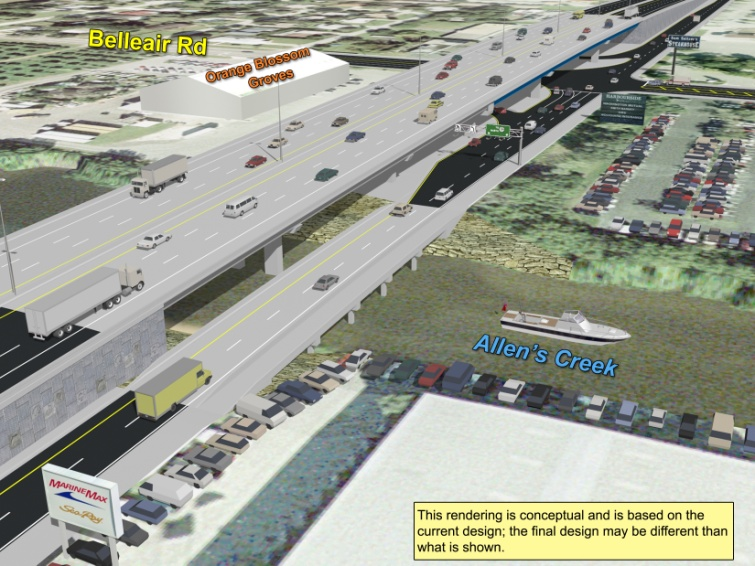 Belleair Rd
Orange Blossom
Groves
Allen's Creek
MARINEMAX
Sea Ray
This rendering is conceptual and is based on the
current design; the final design may be different than
what is shown.